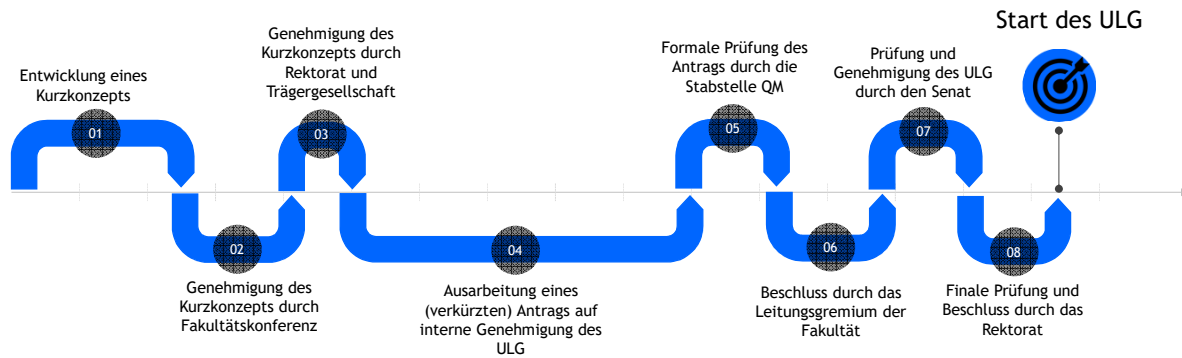 Start des ULG
Entwicklung eines
Kurzkonzepts
01
Genehmigung des
Kurzkonzepts durch
Fakultätskonferenz
02
Genehmigung des
Kurzkonzepts durch
Rektorat und
Trägergesellschaft
03
Ausarbeitung eines
(verkürzten) Antrags auf
interne Genehmigung des
ULG
04
Formale Prüfung des
Antrags durch die
Stabstelle QM
05
Beschluss durch das
Leitungsgremium der
Fakultät
06
Prüfung und
Genehmigung des ULG
durch den Senat
07
Finale Prüfung und
Beschluss durch das
Rektorat
08